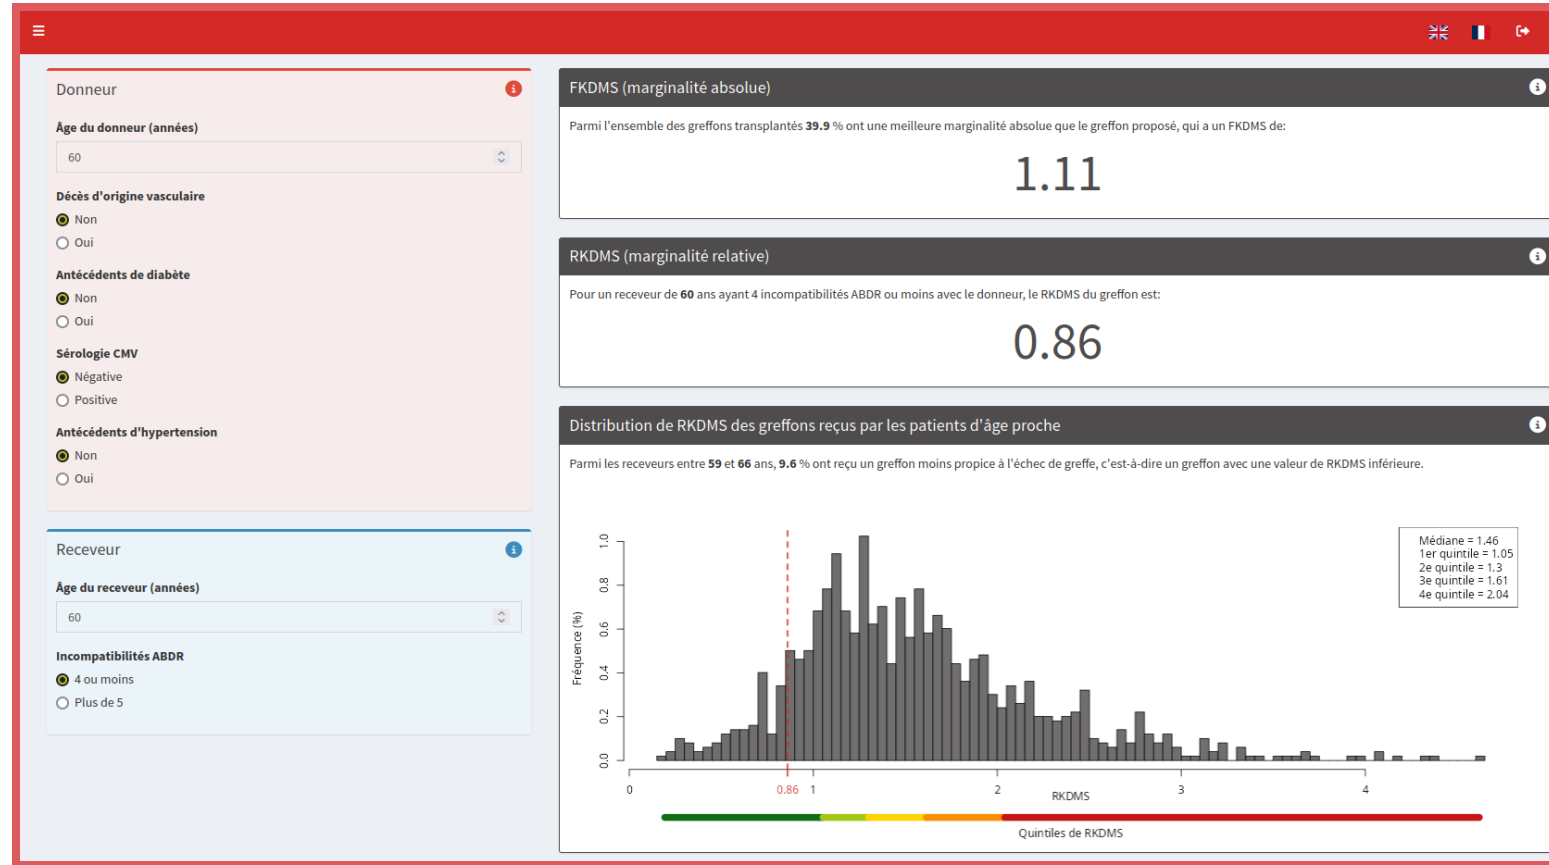 Donneur
Âge du donneur (années)
60
Décès d'origine vasculaire
Non
Oui
Antécédents de diabète
Non
Oui
Sérologie CMV
Négative
Positive
Antécédents d'hypertension
Non
Oui
Receveur
Âge du receveur (années)
60
Incompatibilités ABDR
4 ou moins
Plus de 5
FKDMS (marginalité absolue)
Parmi l'ensemble des greffons transplantés 39.9 % ont une meilleure marginalité absolue que le greffon proposé, qui a un FKDMS de:
1.11
RKDMS (marginalité relative)
Pour un receveur de 60 ans ayant 4 incompatibilités ABDR ou moins avec le donneur, le RKDMS du greffon est:
0.86
Distribution de RKDMS des greffons reçus par les patients d'âge proche
Parmi les receveurs entre 59 et 66 ans, 9.6 % ont reçu un greffon moins propice à l'échec de greffe, c'est-à-dire un greffon avec une valeur de RKDMS inférieure.
Médiane = 1.46
1er quintile = 1.05
2e quintile = 1.3
3e quintile = 1.61
4e quintile = 2.04
Fréquence (%)
1.0
0.8
0.6
0.4
0.2
0.0
0 0.86 1 2 3 4
RKDMS
Quintiles de RKDMS